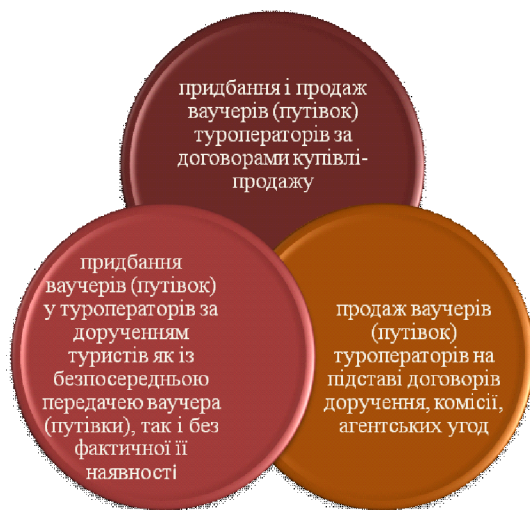 придбання і продаж
ваучерів (путівок)
туроператорів за
договорами купівлі-
продажу
придбання
ваучерів (путівок)
у туроператорів за
дорученням
туристів як із
безпосередньою
передачею ваучера
(путівки), так і без
фактичної її
наявності
продаж ваучерів
(путівок)
туроператорів на
підставі договорів
доручення, комісії,
агентських угод